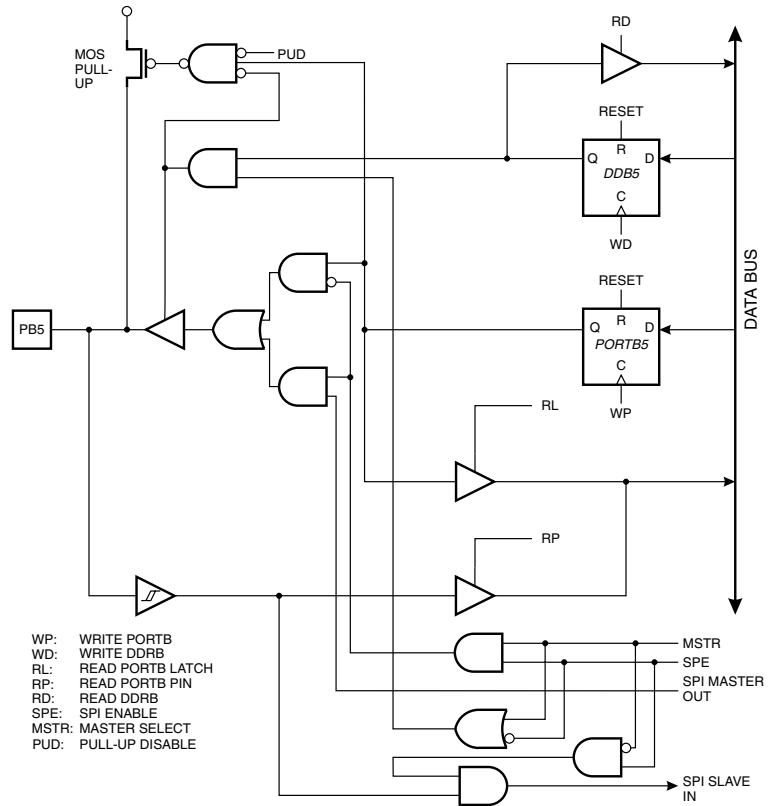 RD
MOS
PULL-
UP
PUD
RESET
R
Q
D
DDB5
C
WD
RESET
R
Q
D
PORTB5
C
WP
DATA BUS
PB5
RL
RP
MSTR
SPE
SPI MASTER
OUT
SPI SLAVE
IN
WP: WRITE PORTB
WD: WRITE DDRB
RL: READ PORTB LATCH
RP: READ PORTB PIN
RD: READ DDRB
SPE: SPI ENABLE
MSTR: MASTER SELECT
PUD: PULL-UP DISABLE